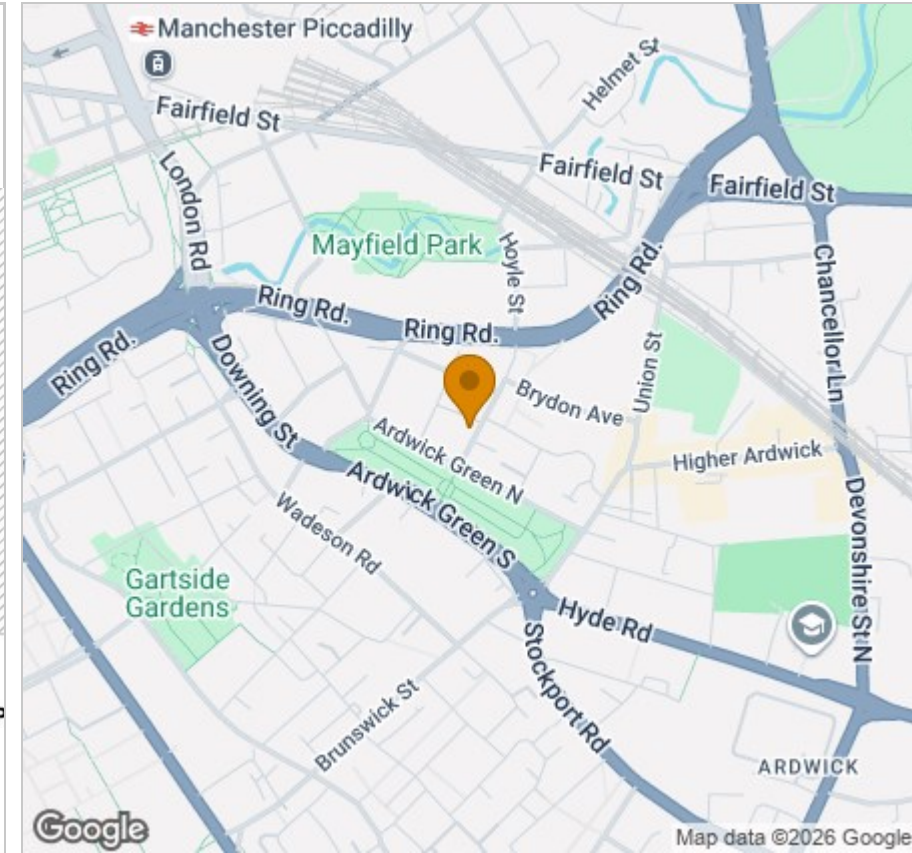 Manchester Piccadilly
Helmet St
Fairfield St
Fairfield St
Fairfield St
London Rd
Mayfield Park
Hoyle St
Ring Rd.
Chancellor Ln
Ring Rd.
Ring Rd.
Ring Rd.
Downing St
Union St
Brydon Ave
Ardwick Green N
Higher Ardwick
Ardwick Green S
Devonshire St N
Wadeson Rd
Gartside
Gardens
Hyde Rd
Stockport Rd
Brunswick St
ARDWICK
Google
Map data ©2026 Google